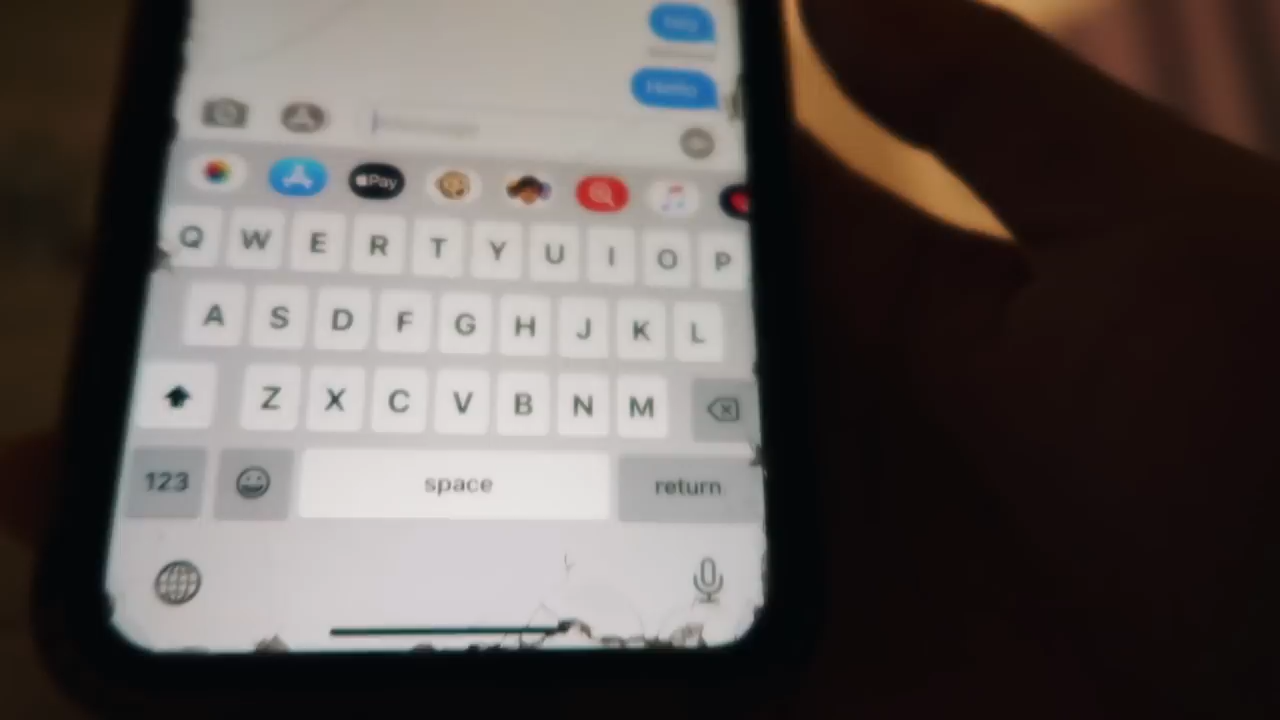 Hello
Pay
Q W E R T Y U I O P
A S D F G H J K L
Z X C V B N M
123 space return